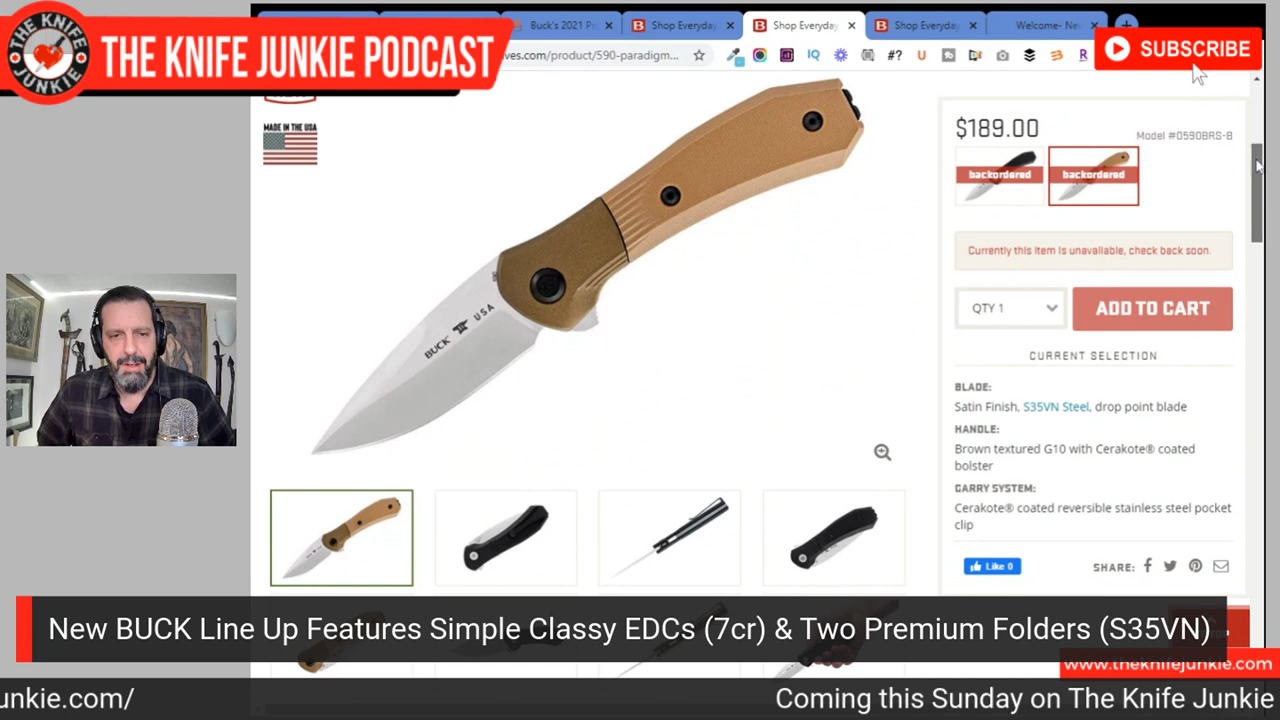 THE KNIFE JUNKIE
THE KNIFE JUNKIE PODCAST
Buck's 2021 Pr
Shop Everyday
Shop Everyday
Shop Everyday
Welcome- Ne
SUBSCRIBE
ves.com/product/590-paradigm...
IQ
#?
U
R
MADE IN THE USA
$189.00
Model #0590BRS-B
backordered
backordered
Currently this item is unavailable, check back soon.
QTY 1
ADD TO CART
CURRENT SELECTION
BLADE:
Satin Finish, S35VN Steel, drop point blade
HANDLE:
Brown textured G10 with Cerakote® coated
bolster
CARRY SYSTEM:
Cerakote® coated reversible stainless steel pocket
clip
Like 0
SHARE:
BUCK USA
New BUCK Line Up Features Simple Classy EDCs (7cr) & Two Premium Folders (S35VN)
www.theknifejunkie.com
unkie.com/
Coming this Sunday on The Knife Junkie